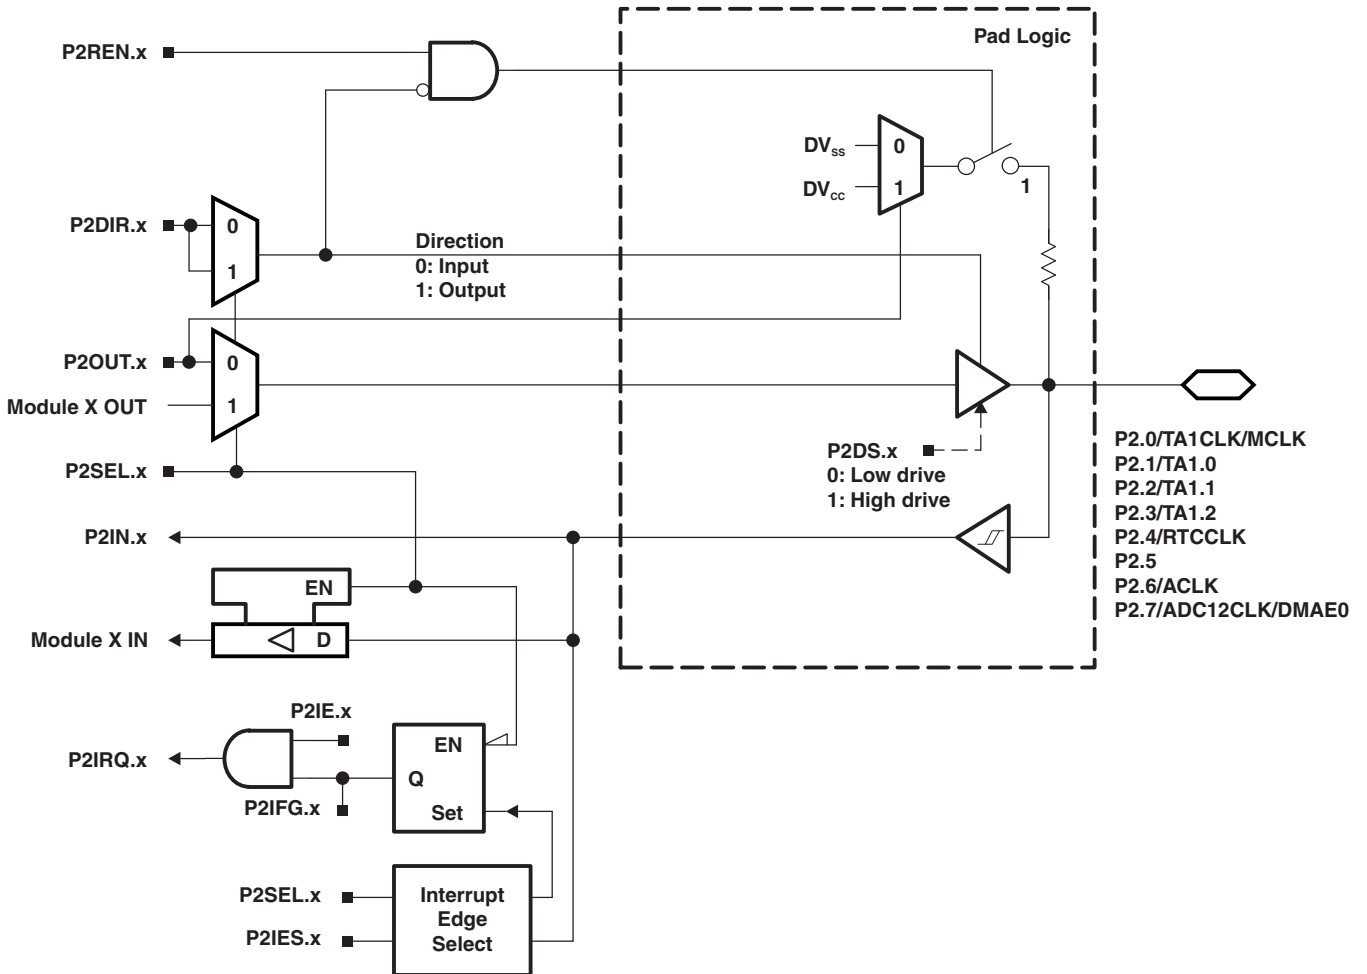 Pad Logic
P2REN.x
DVss
0
DVcc
1
1
P2DIR.x
0
1
Direction
0: Input
1: Output
P2OUT.x
0
Module X OUT
1
P2SEL.x
P2DS.x
0: Low drive
1: High drive
P2.0/TA1CLK/MCLK
P2.1/TA1.0
P2.2/TA1.1
P2.3/TA1.2
P2.4/RTCCLK
P2.5
P2.6/ACLK
P2.7/ADC12CLK/DMAE0
P2IN.x
EN
Module X IN
D
P2IE.x
P2IRQ.x
EN
Q
P2IFG.x
Set
P2SEL.x
P2IES.x
Interrupt
Edge
Select